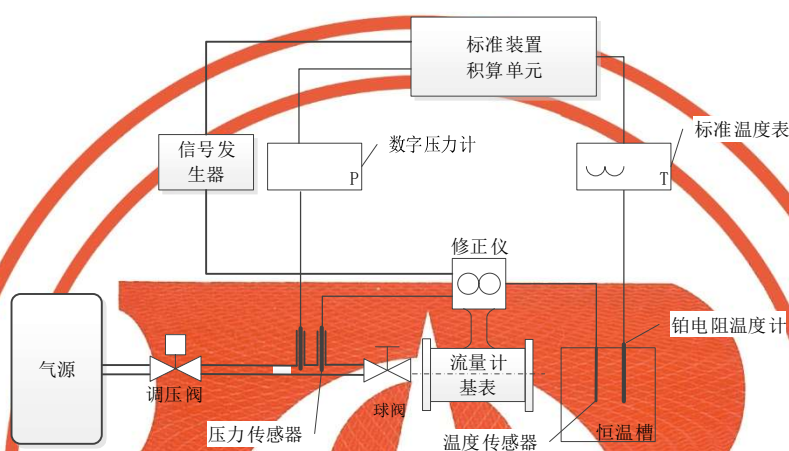 标准装置
积算单元
信号发
生器
数字压力计
P
标准温度表
T
修正仪
铂电阻温度计
气源
调压阀
流量计
基表
球阀
压力传感器
温度传感器
恒温槽